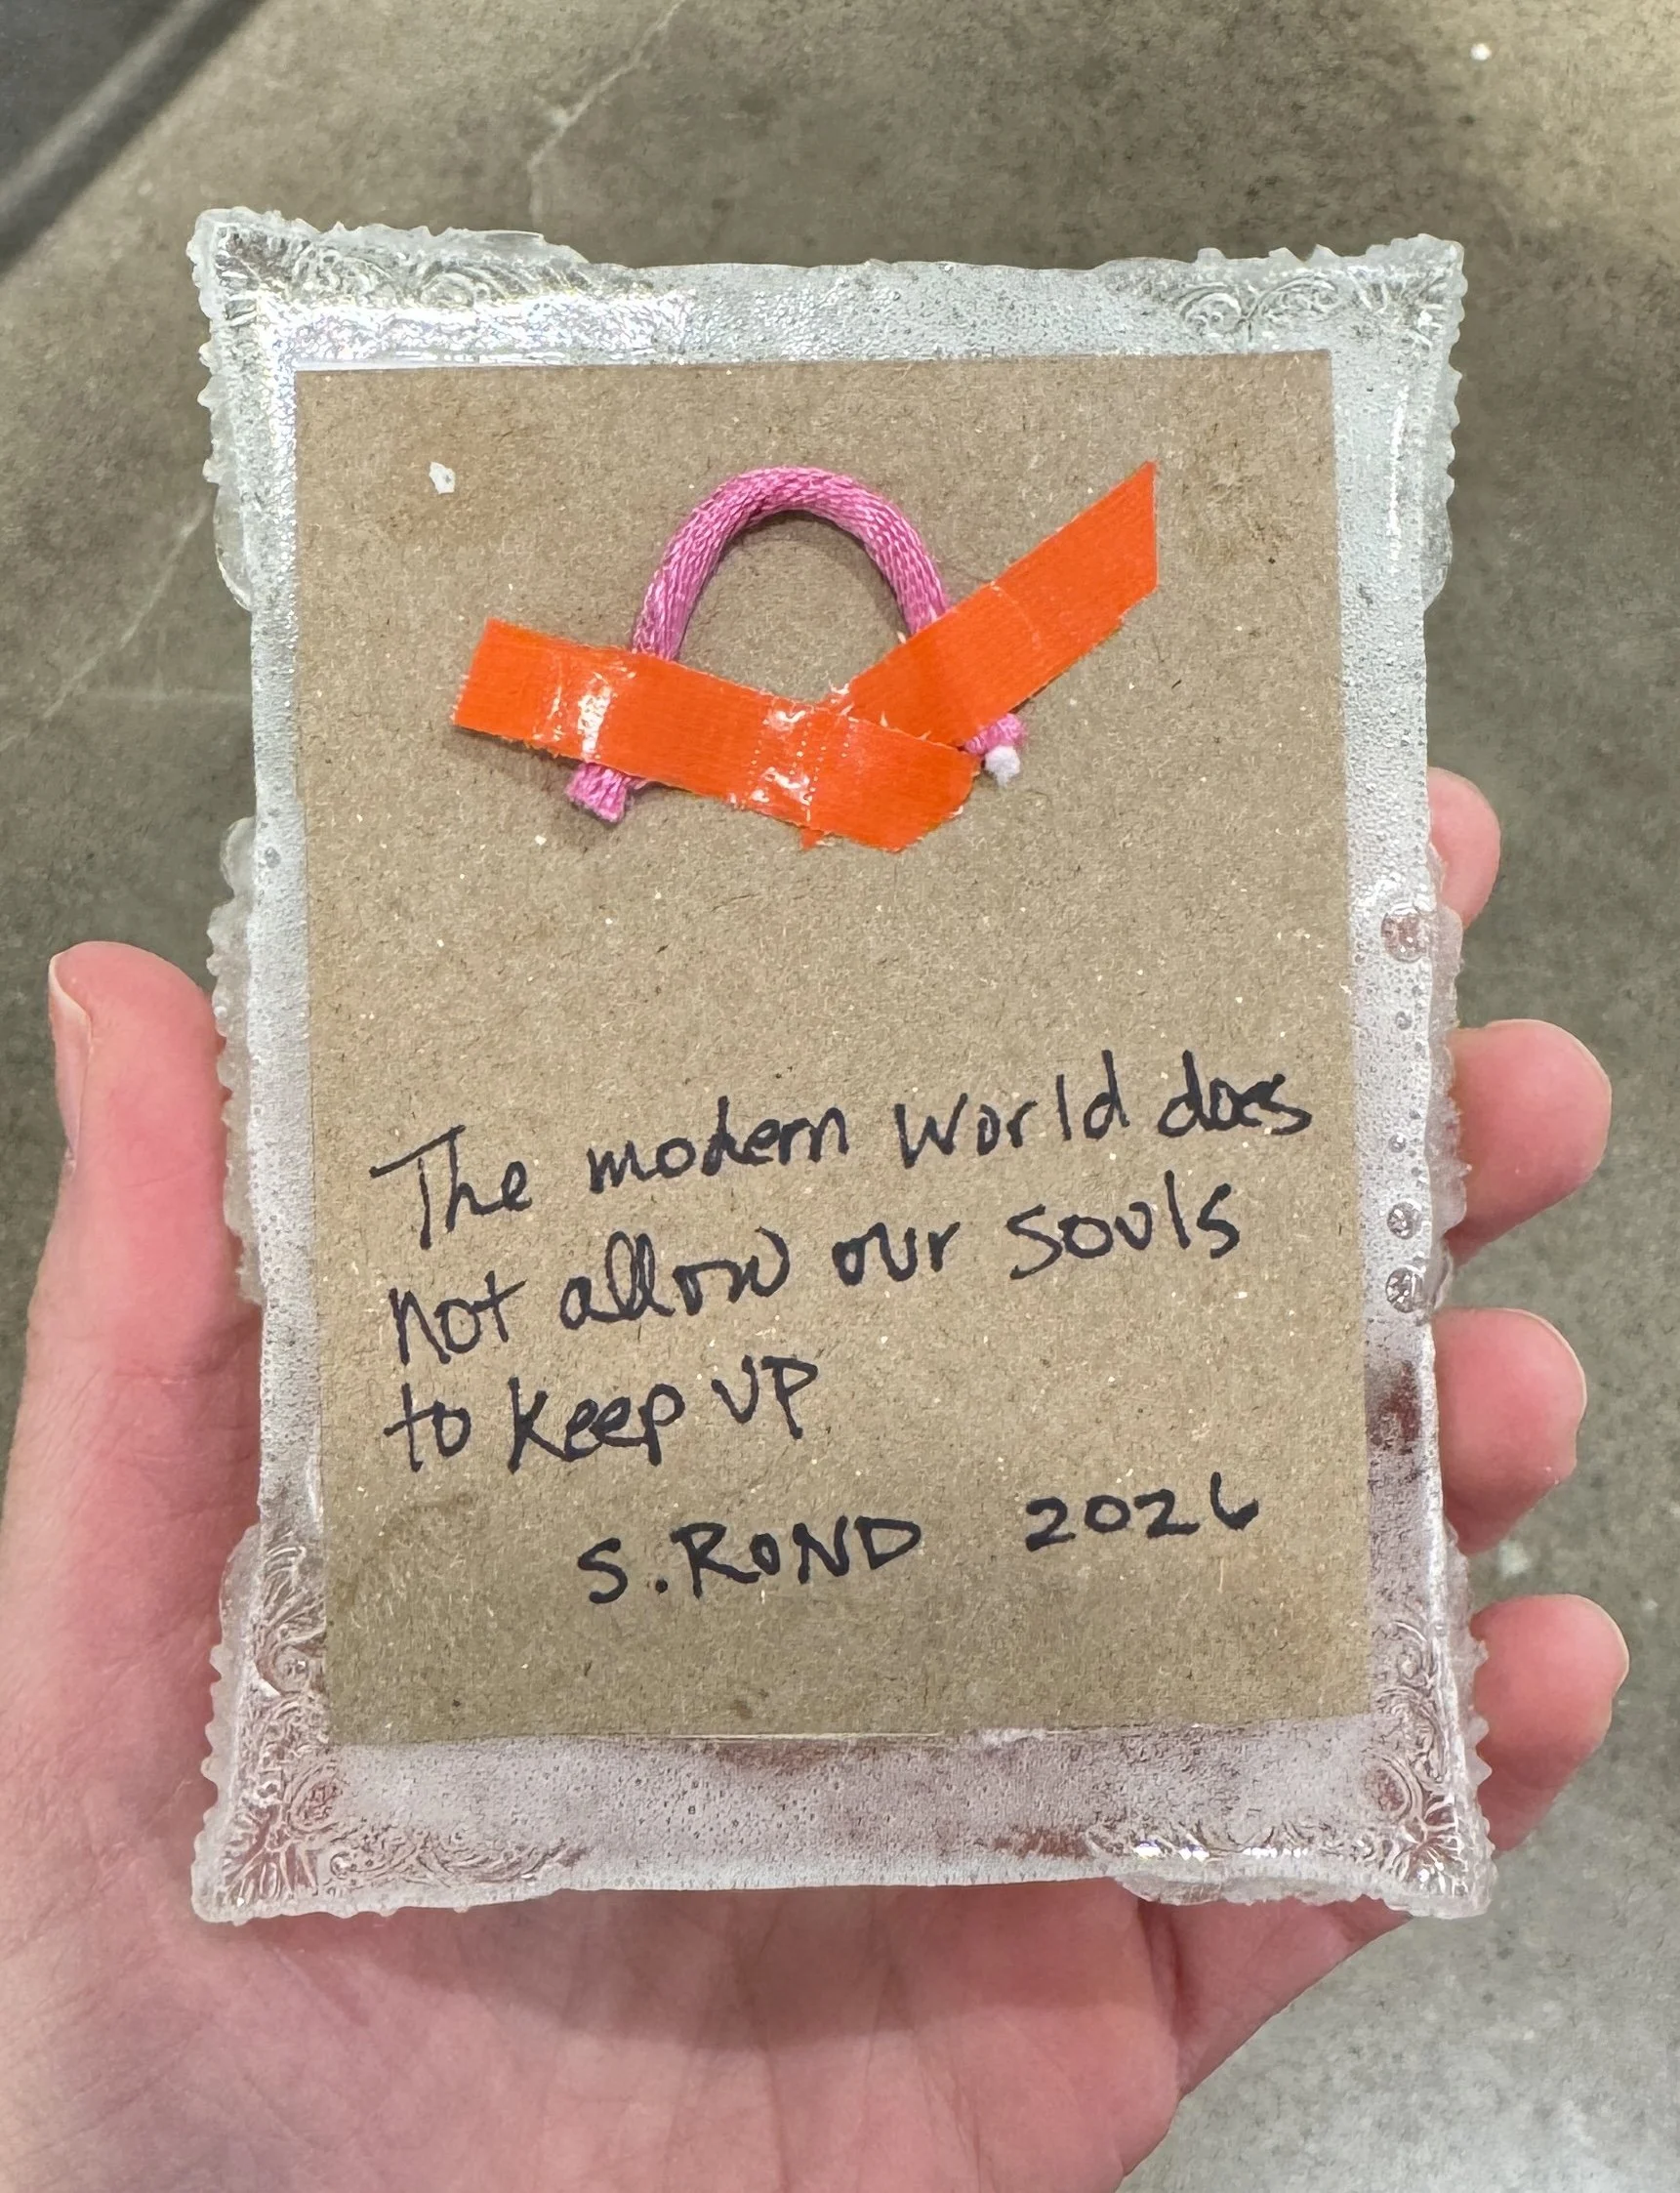 The modern world does
not allow our souls
to keep up
S. ROND 2026